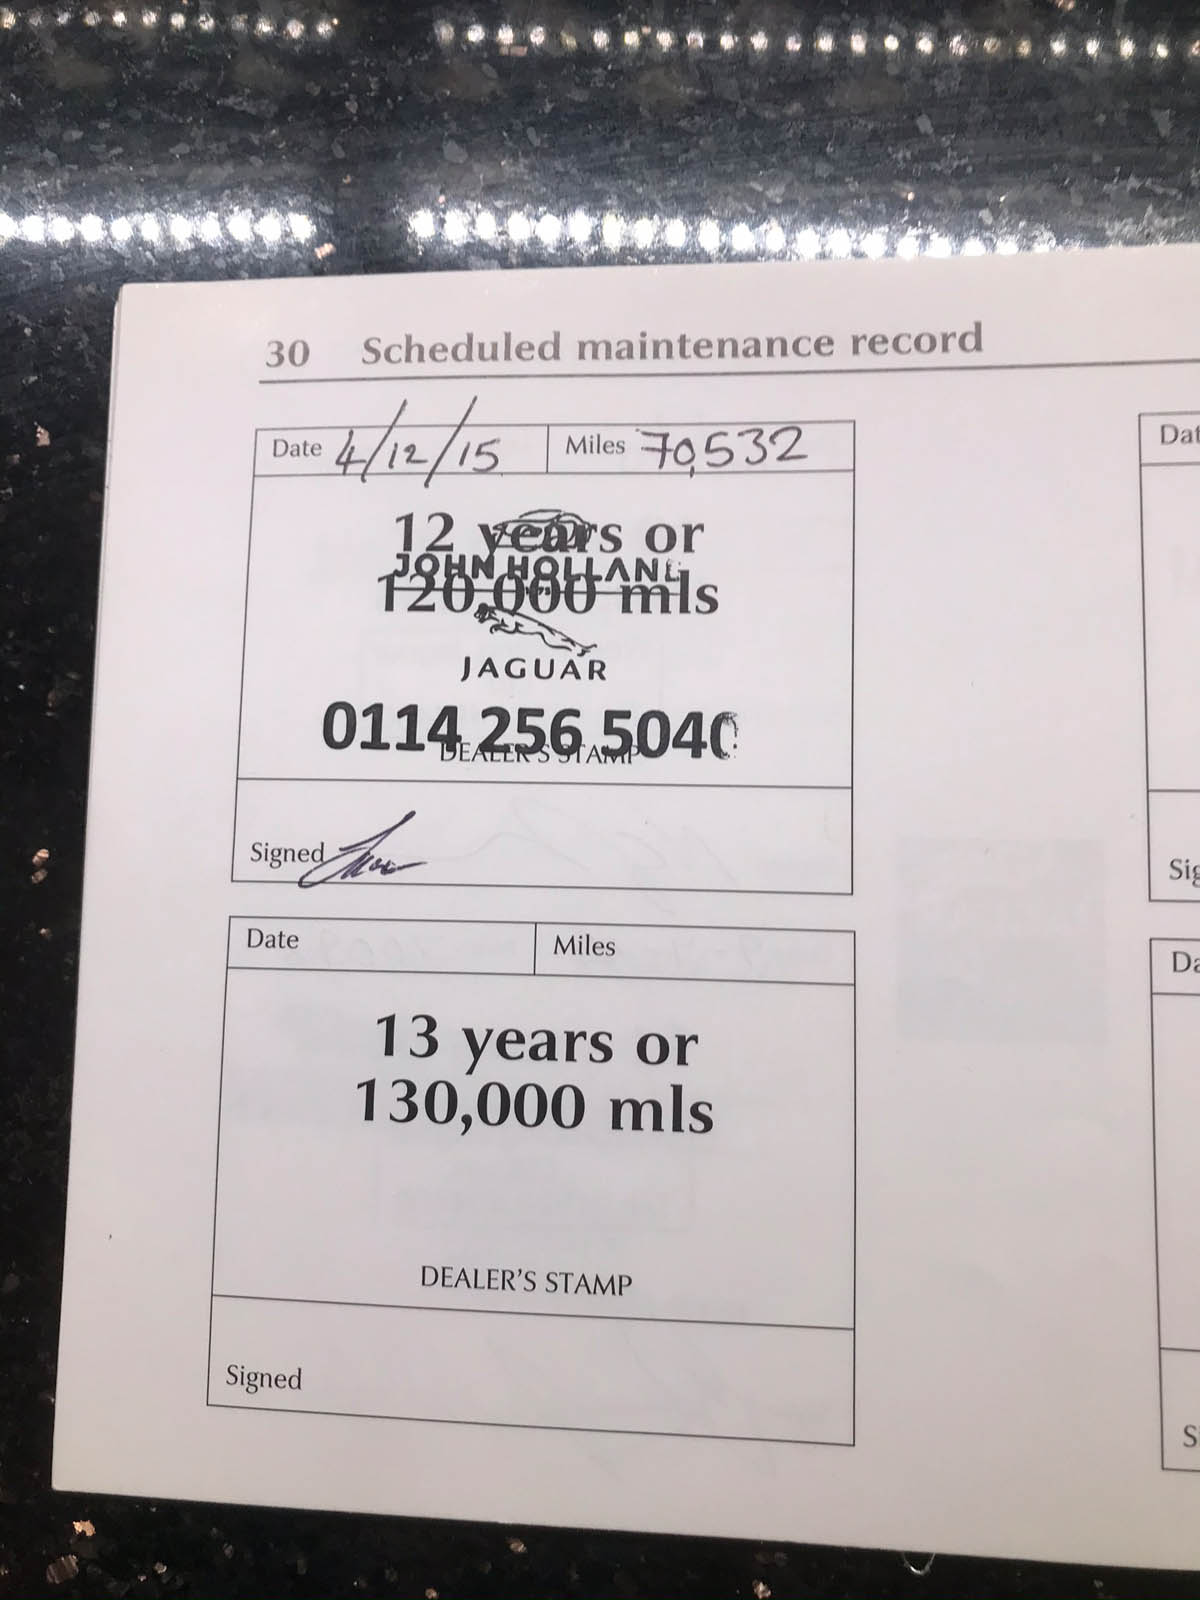 30 Scheduled maintenance record
Date 4/12/15 Miles 70,532
12 years or
JOHN HOLLAND
120,000 mls
JAGUAR
0114 256 5040
DEALER'S STAMP
Signed
Date Miles
13 years or
130,000 mls
DEALER'S STAMP
Signed